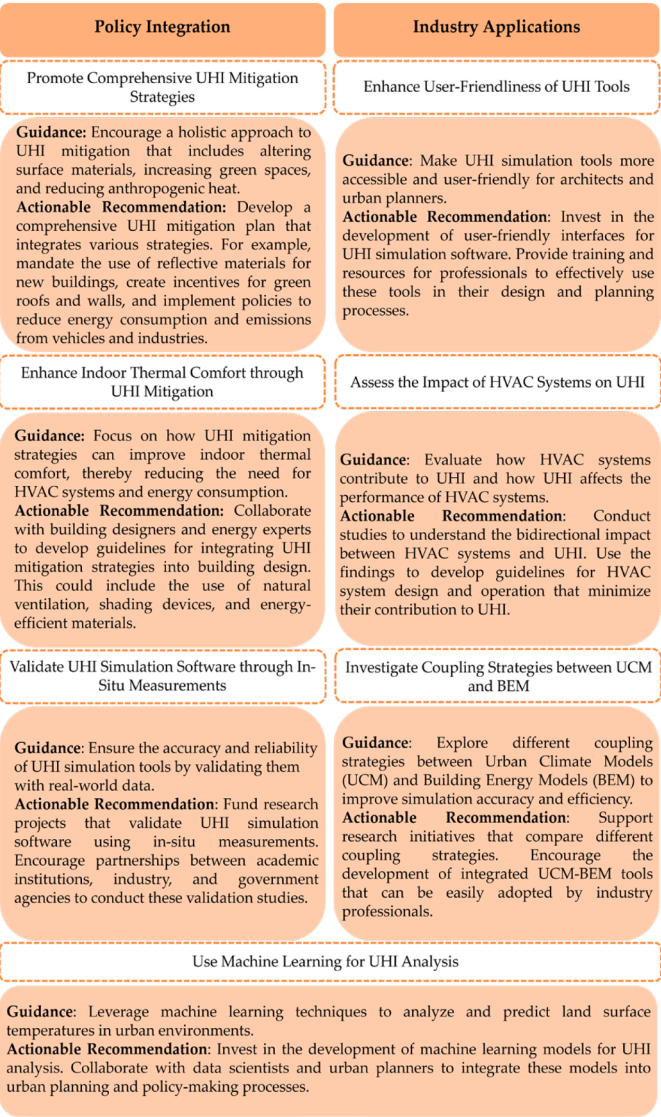 Policy Integration
Industry Applications
Promote Comprehensive UHI Mitigation
Strategies
Enhance User-Friendliness of UHI Tools
Guidance: Encourage a holistic approach to
UHI mitigation that includes altering
surface materials, increasing green spaces,
and reducing anthropogenic heat.
Actionable Recommendation: Develop a
comprehensive UHI mitigation plan that
integrates various strategies. For example,
mandate the use of reflective materials for
new buildings, create incentives for green
roofs and walls, and implement policies to
reduce energy consumption and emissions
from vehicles and industries.
Guidance: Make UHI simulation tools more
accessible and user-friendly for architects and
urban planners.
Actionable Recommendation: Invest in the
development of user-friendly interfaces for
UHI simulation software. Provide training and
resources for professionals to effectively use
these tools in their design and planning
processes.
Enhance Indoor Thermal Comfort through
UHI Mitigation
Assess the Impact of HVAC Systems on UHI
Guidance: Focus on how UHI mitigation
strategies can improve indoor thermal
comfort, thereby reducing the need for
HVAC systems and energy consumption.
Actionable Recommendation: Collaborate
with building designers and energy experts
to develop guidelines for integrating UHI
mitigation strategies into building design.
This could include the use of natural
ventilation, shading devices, and energy-
efficient materials.
Guidance: Evaluate how HVAC systems
contribute to UHI and how UHI affects the
performance of HVAC systems.
Actionable Recommendation: Conduct
studies to understand the bidirectional impact
between HVAC systems and UHI. Use the
findings to develop guidelines for HVAC
system design and operation that minimize
their contribution to UHI.
Validate UHI Simulation Software through In-
Situ Measurements
Investigate Coupling Strategies between UCM
and BEM
Guidance: Ensure the accuracy and reliability
of UHI simulation tools by validating them
with real-world data.
Actionable Recommendation: Fund research
projects that validate UHI simulation
software using in-situ measurements.
Encourage partnerships between academic
institutions, industry, and government
agencies to conduct these validation studies.
Guidance: Explore different coupling
strategies between Urban Climate Models
(UCM) and Building Energy Models (BEM) to
improve simulation accuracy and efficiency.
Actionable Recommendation: Support
research initiatives that compare different
coupling strategies. Encourage the
development of integrated UCM-BEM tools
that can be easily adopted by industry
professionals.
Use Machine Learning for UHI Analysis
Guidance: Leverage machine learning techniques to analyze and predict land surface
temperatures in urban environments.
Actionable Recommendation: Invest in the development of machine learning models for UHI
analysis. Collaborate with data scientists and urban planners to integrate these models into
urban planning and policy-making processes.